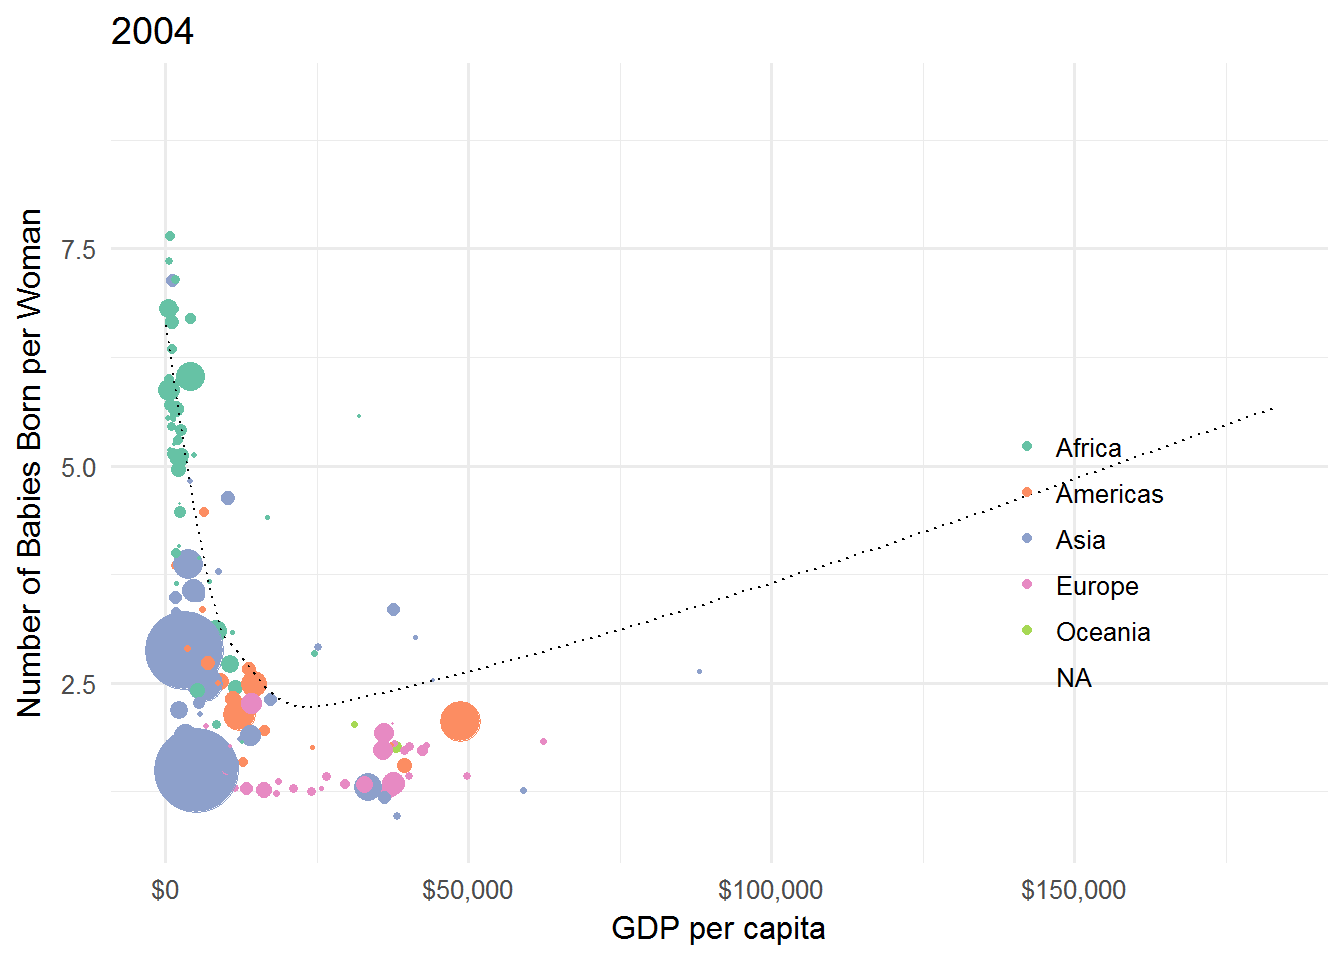 2004
Number of Babies Born per Woman
7.5
5.0
2.5
Africa
Americas
Asia
Europe
Oceania
NA
$0
$50,000
$100,000
$150,000
GDP per capita